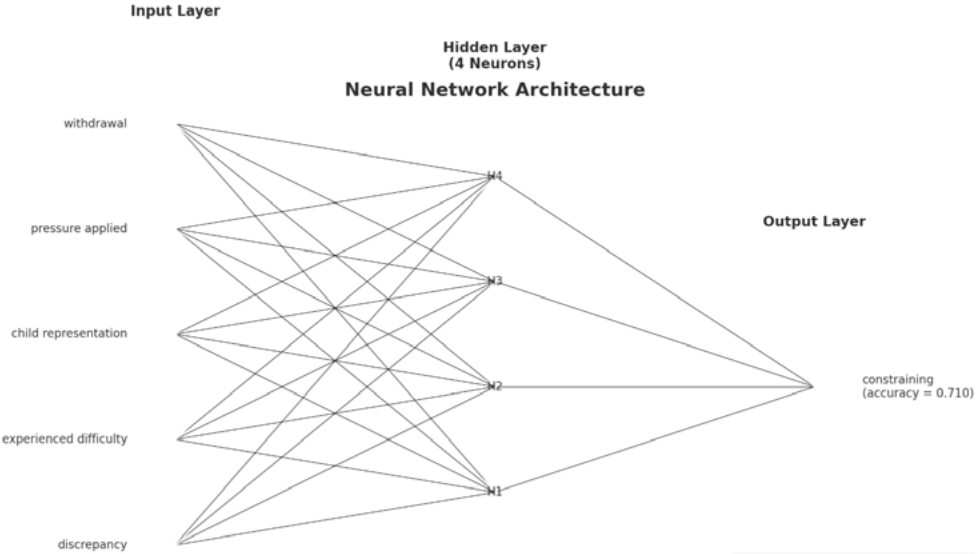 Input Layer
Hidden Layer
(4 Neurons)
Neural Network Architecture
withdrawal
H4
pressure applied
Output Layer
H3
child representation
H2
constraining
(accuracy = 0.710)
experienced difficulty
H1
discrepancy